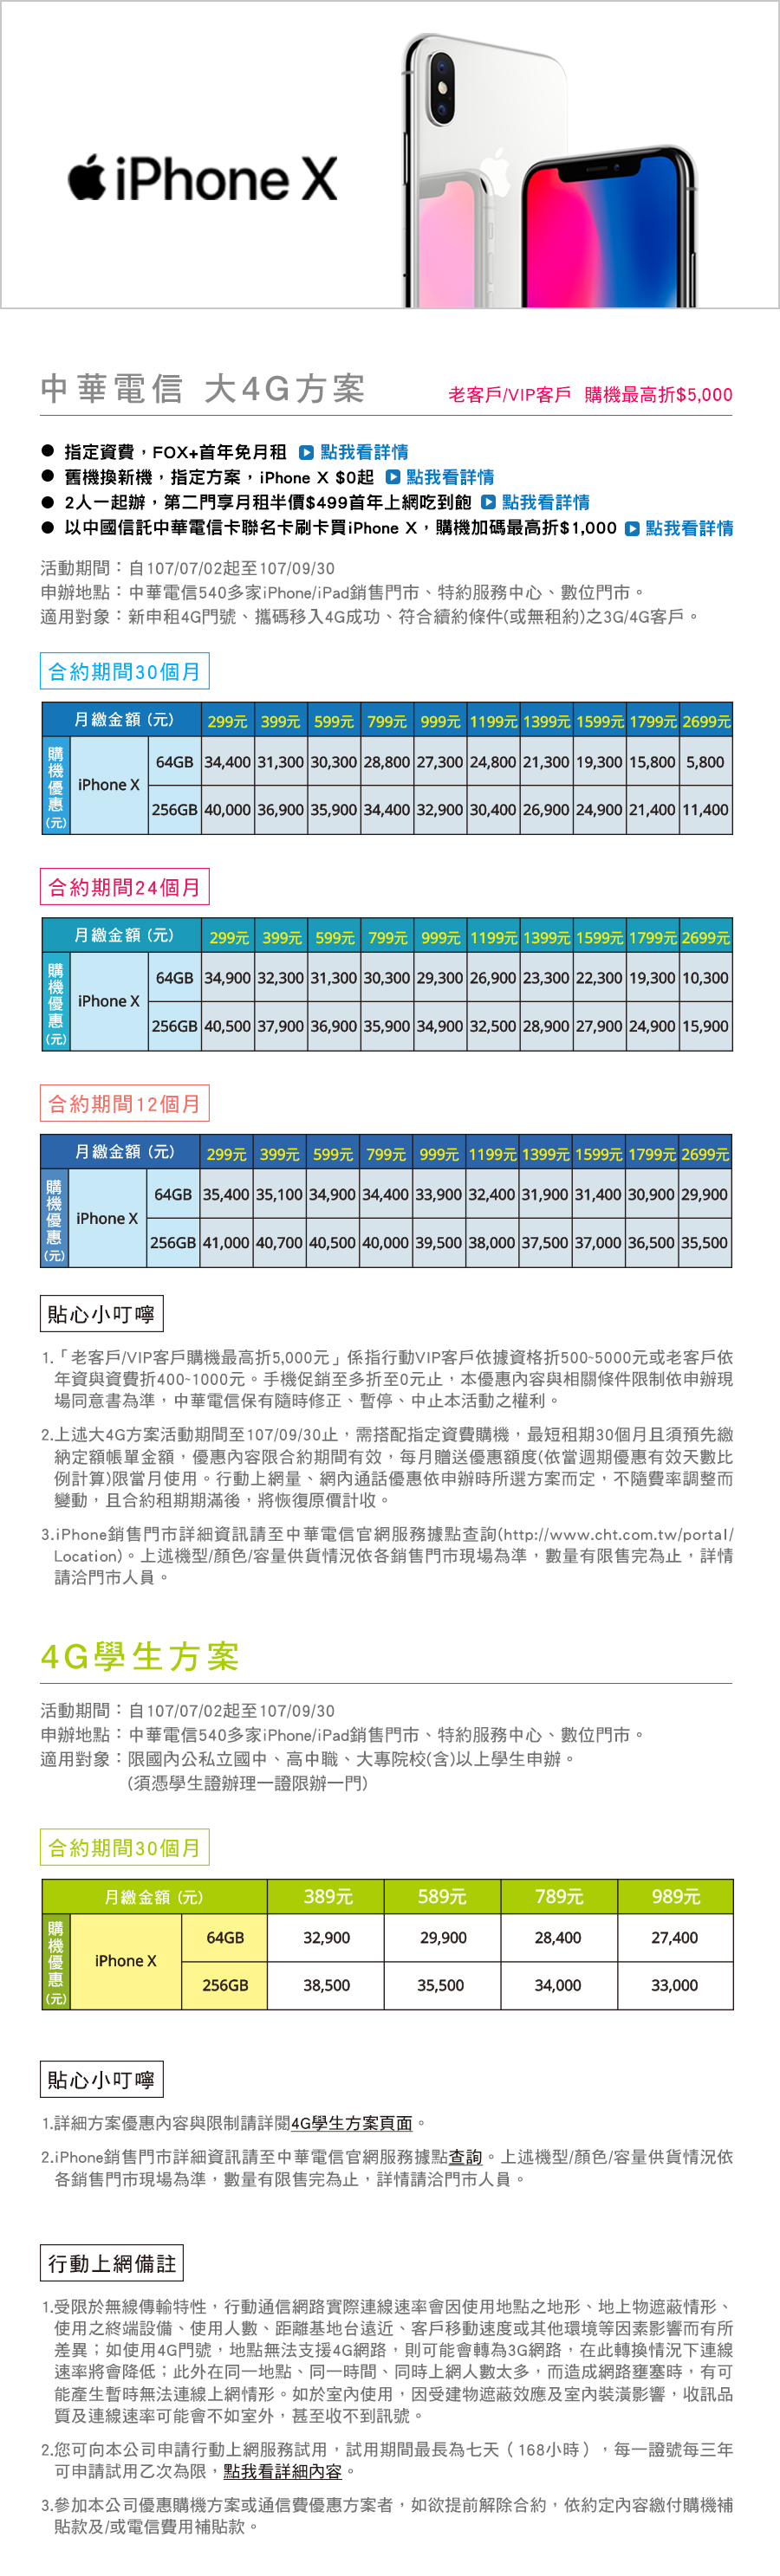 iPhone X
中華電信 大4G方案
老客戶/VIP客戶 購機最高折$5,000
● 指定資費，FOX+首年免月租 點我看詳情
● 舊機換新機，指定方案，iPhone X $0起 點我看詳情
● 2人一起辦，第二門享月租半價$499首年上網吃到飽 點我看詳情
● 以中國信託中華電信卡聯名卡刷卡買iPhone X，購機加碼最高折$1,000 點我看詳情
活動期間：自107/07/02起至107/09/30
申辦地點：中華電信540多家iPhone/iPad銷售門市、特約服務中心、數位門市。
適用對象：新申租4G門號、攜碼移入4G成功、符合續約條件(或無租約)之3G/4G客戶。
合約期間30個月
月繳金額 (元) 299元 399元 599元 799元 999元 1199元 1399元 1599元 1799元 2699元
購機優惠(元) iPhone X
64GB 34,400 31,300 30,300 28,800 27,300 24,800 21,300 19,300 15,800 5,800
256GB 40,000 36,900 35,900 34,400 32,900 30,400 26,900 24,900 21,400 11,400
合約期間24個月
月繳金額 (元) 299元 399元 599元 799元 999元 1199元 1399元 1599元 1799元 2699元
購機優惠(元) iPhone X
64GB 34,900 32,300 31,300 30,300 29,300 26,900 23,300 22,300 19,300 10,300
256GB 40,500 37,900 36,900 35,900 34,900 32,500 28,900 27,900 24,900 15,900
合約期間12個月
月繳金額 (元) 299元 399元 599元 799元 999元 1199元 1399元 1599元 1799元 2699元
購機優惠(元) iPhone X
64GB 35,400 35,100 34,900 34,400 33,900 32,400 31,900 31,400 30,900 29,900
256GB 41,000 40,700 40,500 40,000 39,500 38,000 37,500 37,000 36,500 35,500
貼心小叮嚀
1.「老客戶/VIP客戶購機最高折5,000元」係指行動VIP客戶依據資格折500~5000元或老客戶依
年資與資費折400~1000元。手機促銷至多折至0元止，本優惠內容與相關條件限制依申辦現
場同意書為準，中華電信保有隨時修正、暫停、中止本活動之權利。
2.上述大4G方案活動期間至107/09/30止，需搭配指定資費購機，最短租期30個月且須預先繳
納定額帳單金額，優惠內容限合約期間有效，每月贈送優惠額度(依當週期優惠有效天數比
例計算)限當月使用。行動上網量、網內通話優惠依申辦時所選方案而定，不隨費率調整而
變動，且合約租期期滿後，將恢復原價計收。
3.iPhone銷售門市詳細資訊請至中華電信官網服務據點查詢(http://www.cht.com.tw/portal/
Location)。上述機型/顏色/容量供貨情況依各銷售門市現場為準，數量有限售完為止，詳情
請洽門市人員。
4G學生方案
活動期間：自107/07/02起至107/09/30
申辦地點：中華電信540多家iPhone/iPad銷售門市、特約服務中心、數位門市。
適用對象：限國內公私立國中、高中職、大專院校(含)以上學生申辦。
(須憑學生證辦理一證限辦一門)
合約期間30個月
月繳金額 (元) 389元 589元 789元 989元
購機優惠(元) iPhone X
64GB 32,900 29,900 28,400 27,400
256GB 38,500 35,500 34,000 33,000
貼心小叮嚀
1.詳細方案優惠內容與限制請詳閱4G學生方案頁面。
2.iPhone銷售門市詳細資訊請至中華電信官網服務據點查詢。上述機型/顏色/容量供貨情況依
各銷售門市現場為準，數量有限售完為止，詳情請洽門市人員。
行動上網備註
1.受限於無線傳輸特性，行動通信網路實際連線速率會因使用地點之地形、地上物遮蔽情形、
使用之終端設備、使用人數、距離基地台遠近、客戶移動速度或其他環境等因素影響而有所
差異；如使用4G門號，地點無法支援4G網路，則可能會轉為3G網路，在此轉換情況下連線
速率將會降低；此外在同一地點、同一時間、同時上網人數太多，而造成網路壅塞時，有可
能產生暫時無法連線上網情形。如於室內使用，因受建物遮蔽效應及室內裝潢影響，收訊品
質及連線速率可能會不如室外，甚至收不到訊號。
2.您可向本公司申請行動上網服務試用，試用期間最長為七天（168小時），每一證號每三年
可申請試用乙次為限，點我看詳細內容。
3.參加本公司優惠購機方案或通信費優惠方案者，如欲提前解除合約，依約定內容繳付購機補
貼款及/或電信費用補貼款。